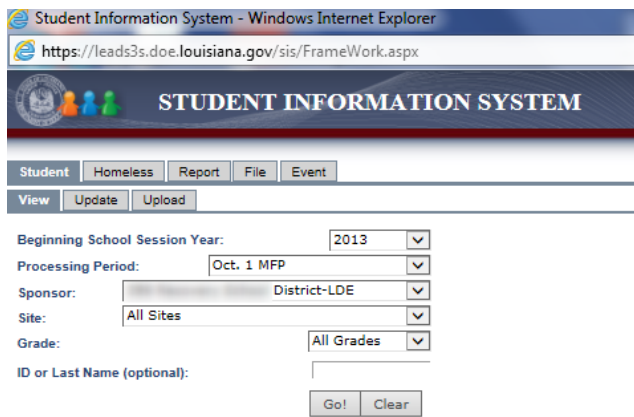 Student Information System - Windows Internet Explorer
https://leads3s.doe.louisiana.gov/sis/FrameWork.aspx
STUDENT INFORMATION SYSTEM
Student Homeless Report File Event
View Update Upload
Beginning School Session Year: 2013
Processing Period: Oct. 1 MFP
Sponsor: District-LDE
Site: All Sites
Grade: All Grades
ID or Last Name (optional):
Go! Clear